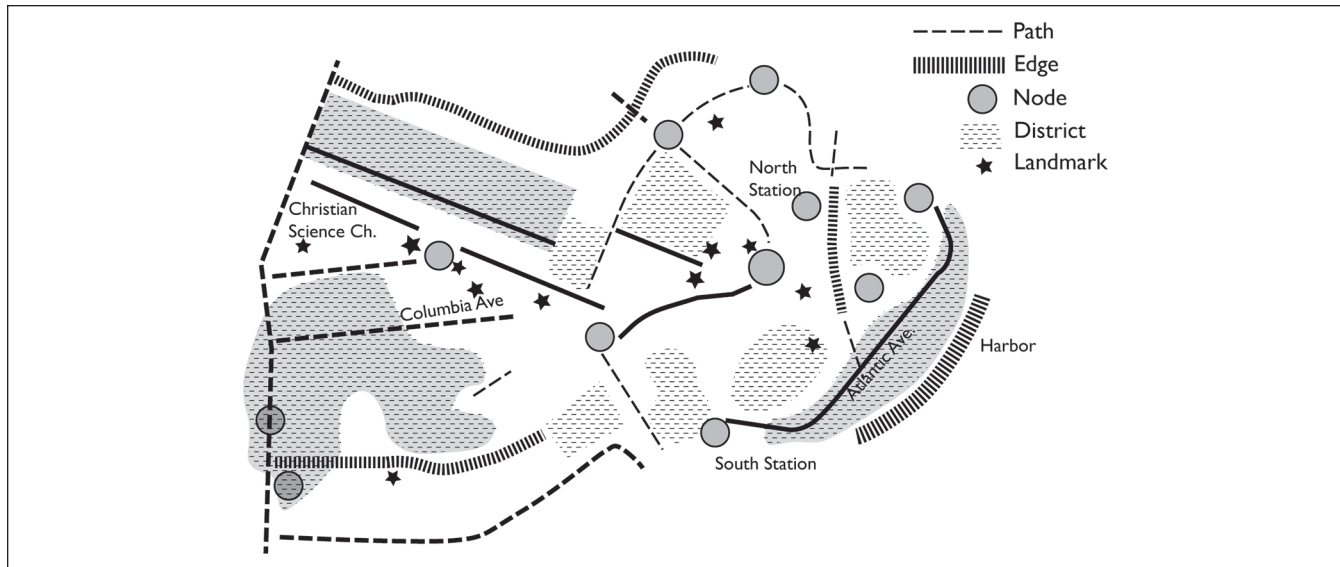 Path
Edge
Node
District
Landmark
North
Station
Christian
Science Ch.
Columbia Ave
Harbor
Atlantic Ave.
South Station